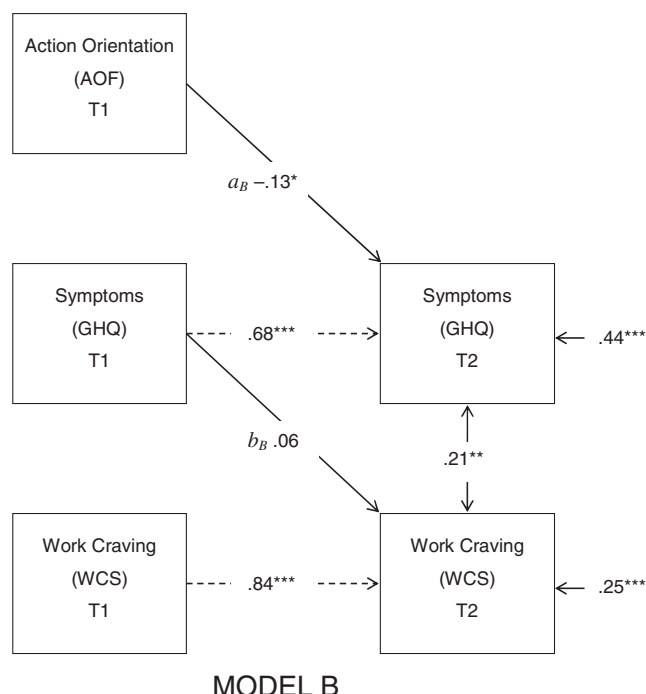 Action Orientation
(AOF)
T1
a_B −.13*
Symptoms
(GHQ)
T1
.68***
Symptoms
(GHQ)
T2
.44***
b_B .06
.21**
Work Craving
(WCS)
T1
.84***
Work Craving
(WCS)
T2
.25***
MODEL B